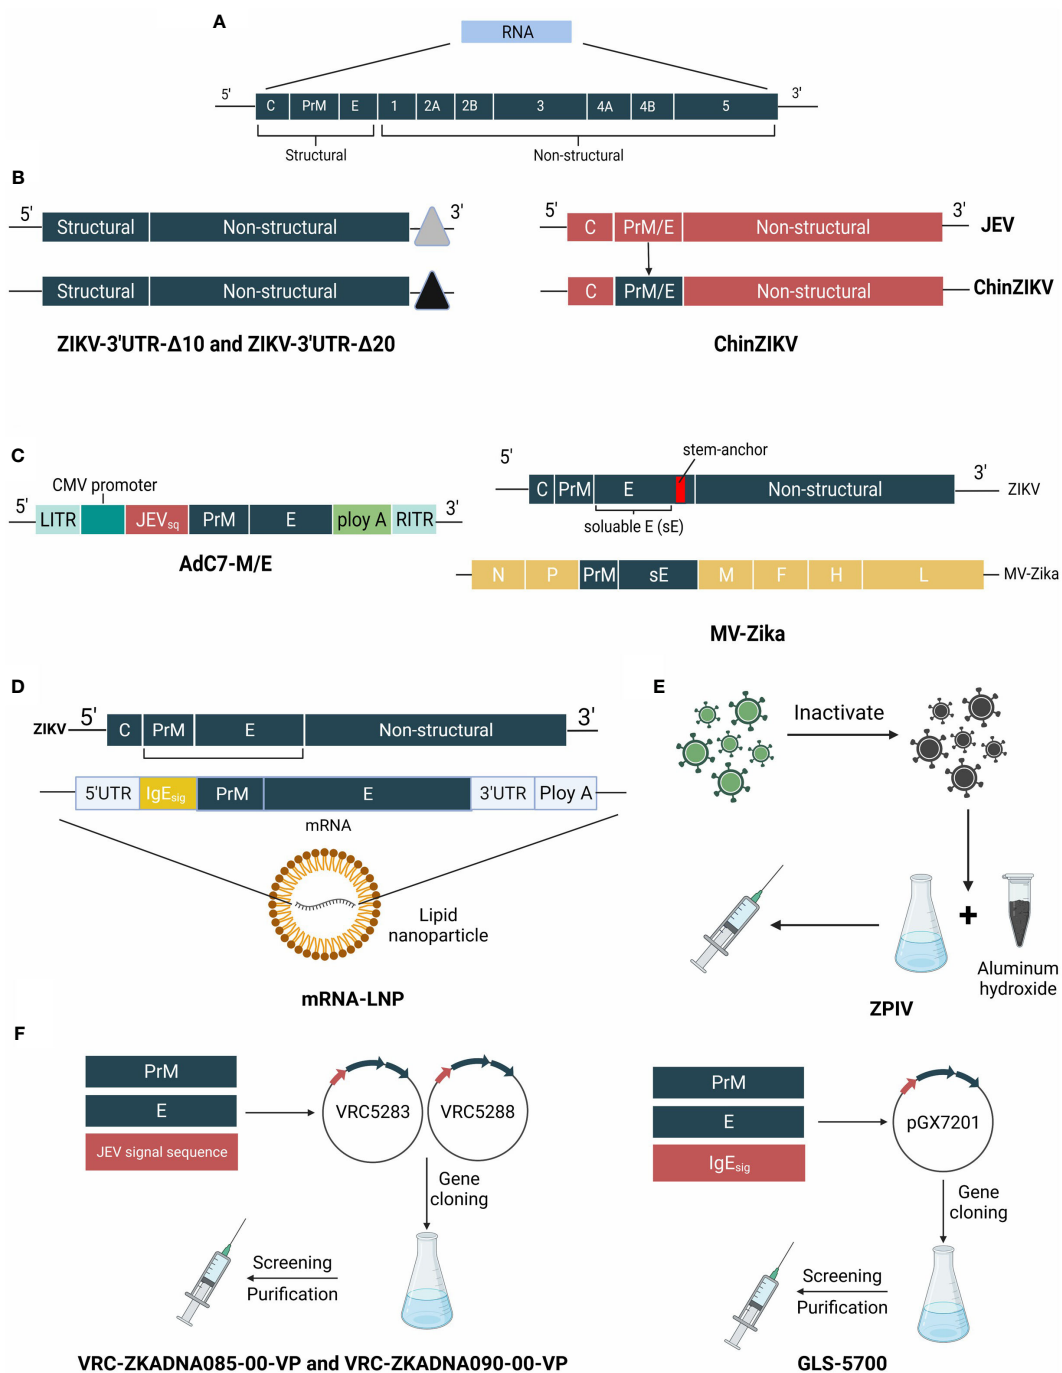 A
RNA
5'
C PrM E 1 2A 2B 3 4A 4B 5
3'
Structural
Non-structural
B
5'
Structural Non-structural
3'
Structural Non-structural
ZIKV-3'UTR-Δ10 and ZIKV-3'UTR-Δ20
5'
C PrM/E Non-structural
3'
JEV
C PrM/E Non-structural
ChinZIKV
ChinZIKV
C
CMV promoter
5'
LITR JEVsq PrM E ploy A RITR
3'
AdC7-M/E
stem-anchor
5'
C PrM E Non-structural
3'
ZIKV
soluable E (sE)
N P PrM sE M F H L
MV-Zika
MV-Zika
D
ZIKV
5'
C PrM E Non-structural
3'
5'UTR IgEsig PrM E 3'UTR Ploy A
mRNA
Lipid
nanoparticle
mRNA-LNP
E
Inactivate
+
Aluminum
hydroxide
ZPIV
F
PrM
E
JEV signal sequence
VRC5283
VRC5288
Gene
cloning
Screening
Purification
VRC-ZKADNA085-00-VP and VRC-ZKADNA090-00-VP
PrM
E
IgEsig
pGX7201
Gene
cloning
Screening
Purification
GLS-5700